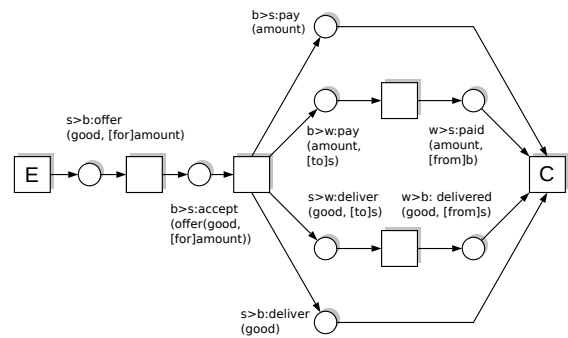 b>s:pay
(amount)
s>b:offer
(good, [for]amount)
b>w:pay
(amount,
[to]s)
w>s:paid
(amount,
[from]b)
E
C
b>s:accept
(offer(good,
[for]amount))
s>w:deliver
(good, [to]s)
w>b: delivered
(good, [from]s)
s>b:deliver
(good)